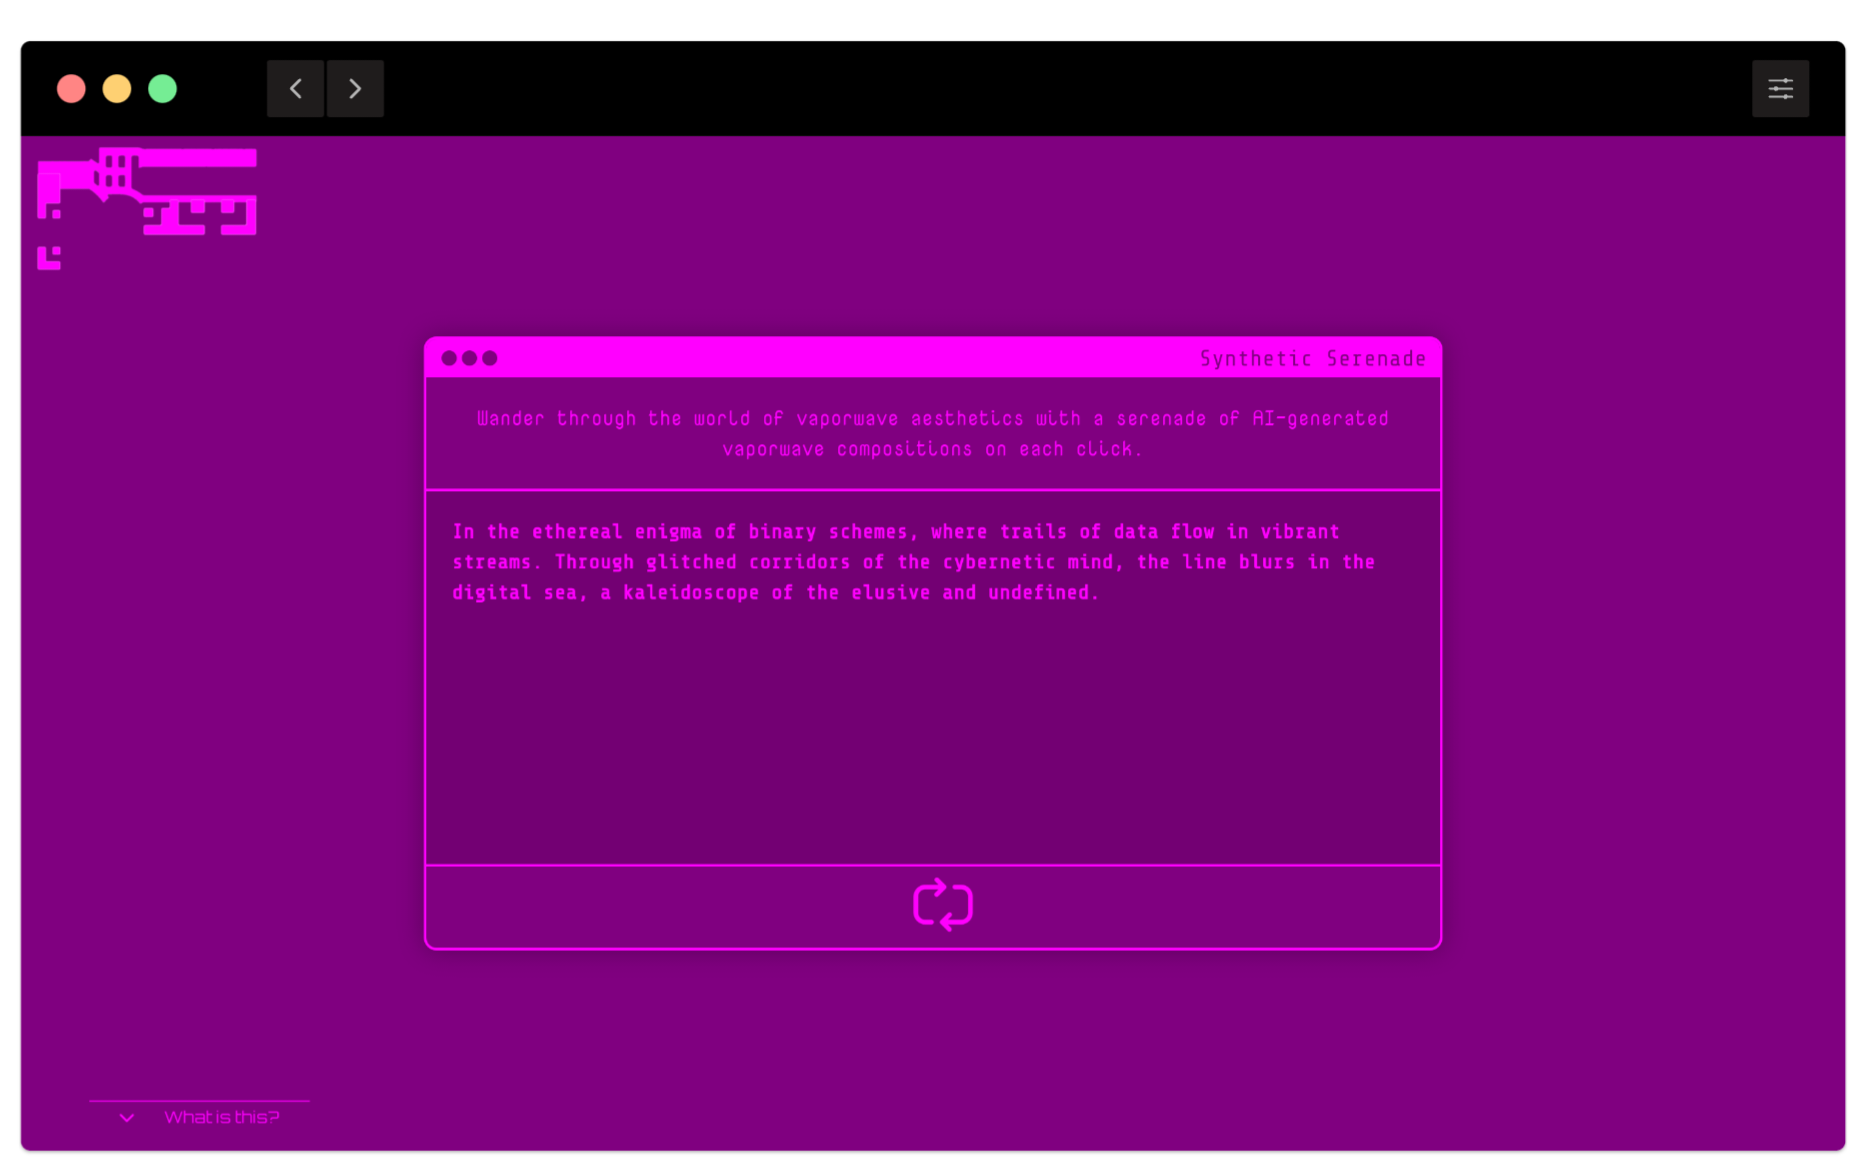 Synthetic Serenade
Wander through the world of vaporwave aesthetics with a serenade of AI-generated
vaporwave compositions on each click.
In the ethereal enigma of binary schemes, where trails of data flow in vibrant
streams. Through glitched corridors of the cybernetic mind, the line blurs in the
digital sea, a kaleidoscope of the elusive and undefined.
What is this?